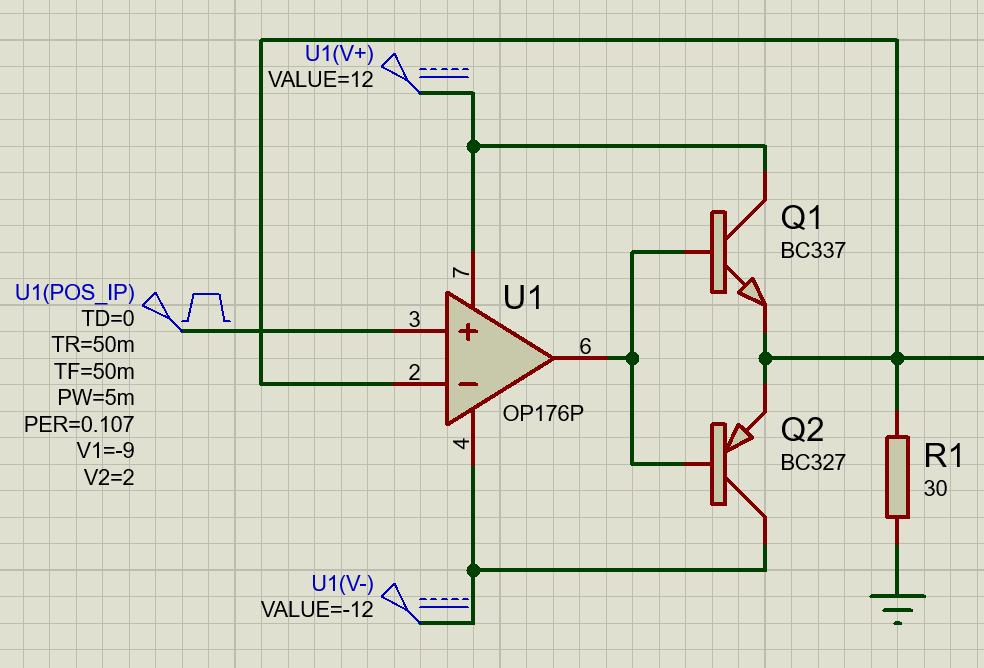 U1(V+)
VALUE=12
Q1
BC337
7
U1(POS_IP)
TD=0
TR=50m
TF=50m
PW=5m
PER=0.107
V1=-9
V2=2
3
+
2
−
U1
6
OP176P
4
Q2
BC327
R1
30
U1(V-)
VALUE=-12